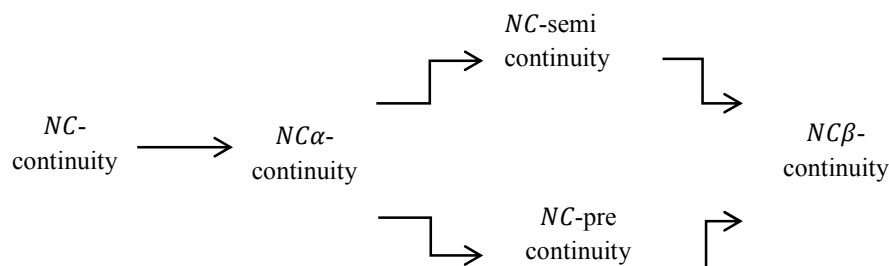 𝑁𝐶-
continuity
𝑁𝐶𝛼-
continuity
𝑁𝐶-semi
continuity
𝑁𝐶-pre
continuity
𝑁𝐶𝛽-
continuity